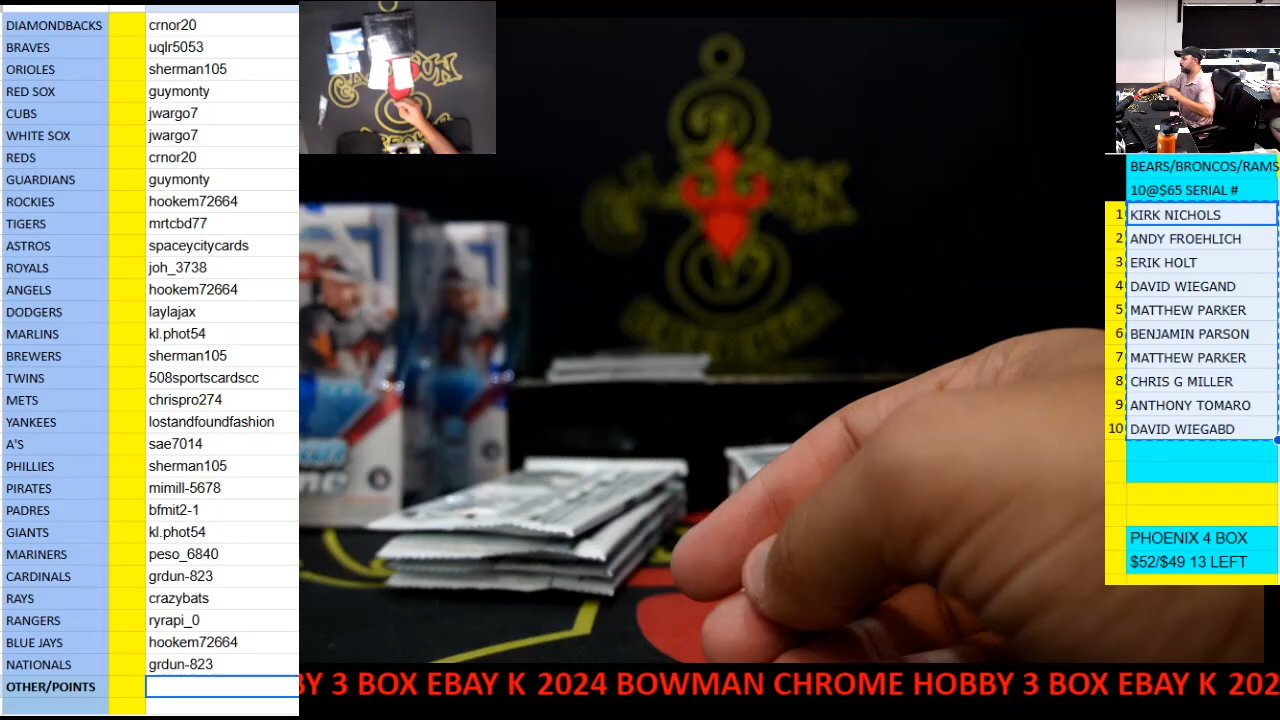 DIAMONDBACKS crnor20
BRAVES uqlr5053
ORIOLES sherman105
RED SOX guymonty
CUBS jwargo7
WHITE SOX jwargo7
REDS crnor20
GUARDIANS guymonty
ROCKIES hookem72664
TIGERS mrtcbd77
ASTROS spaceycitycards
ROYALS joh_3738
ANGELS hookem72664
DODGERS laylajax
MARLINS kl.phot54
BREWERS sherman105
TWINS 508sportscardscc
METS chrispro274
YANKEES lostandfoundfashion
A'S sae7014
PHILLIES sherman105
PIRATES mimill-5678
PADRES bfmit2-1
GIANTS kl.phot54
MARINERS peso_6840
CARDINALS grdun-823
RAYS crazybats
RANGERS ryrapi_0
BLUE JAYS hookem72664
NATIONALS grdun-823
OTHER/POINTS
BEARS/BRONCOS/RAMS
10@$65 SERIAL #
1 KIRK NICHOLS
2 ANDY FROEHLICH
3 ERIK HOLT
4 DAVID WIEGAND
5 MATTHEW PARKER
6 BENJAMIN PARSON
7 MATTHEW PARKER
8 CHRIS G MILLER
9 ANTHONY TOMARO
10 DAVID WIEGABD
PHOENIX 4 BOX
$52/$49 13 LEFT
BY 3 BOX EBAY K 2024 BOWMAN CHROME HOBBY 3 BOX EBAY K 202